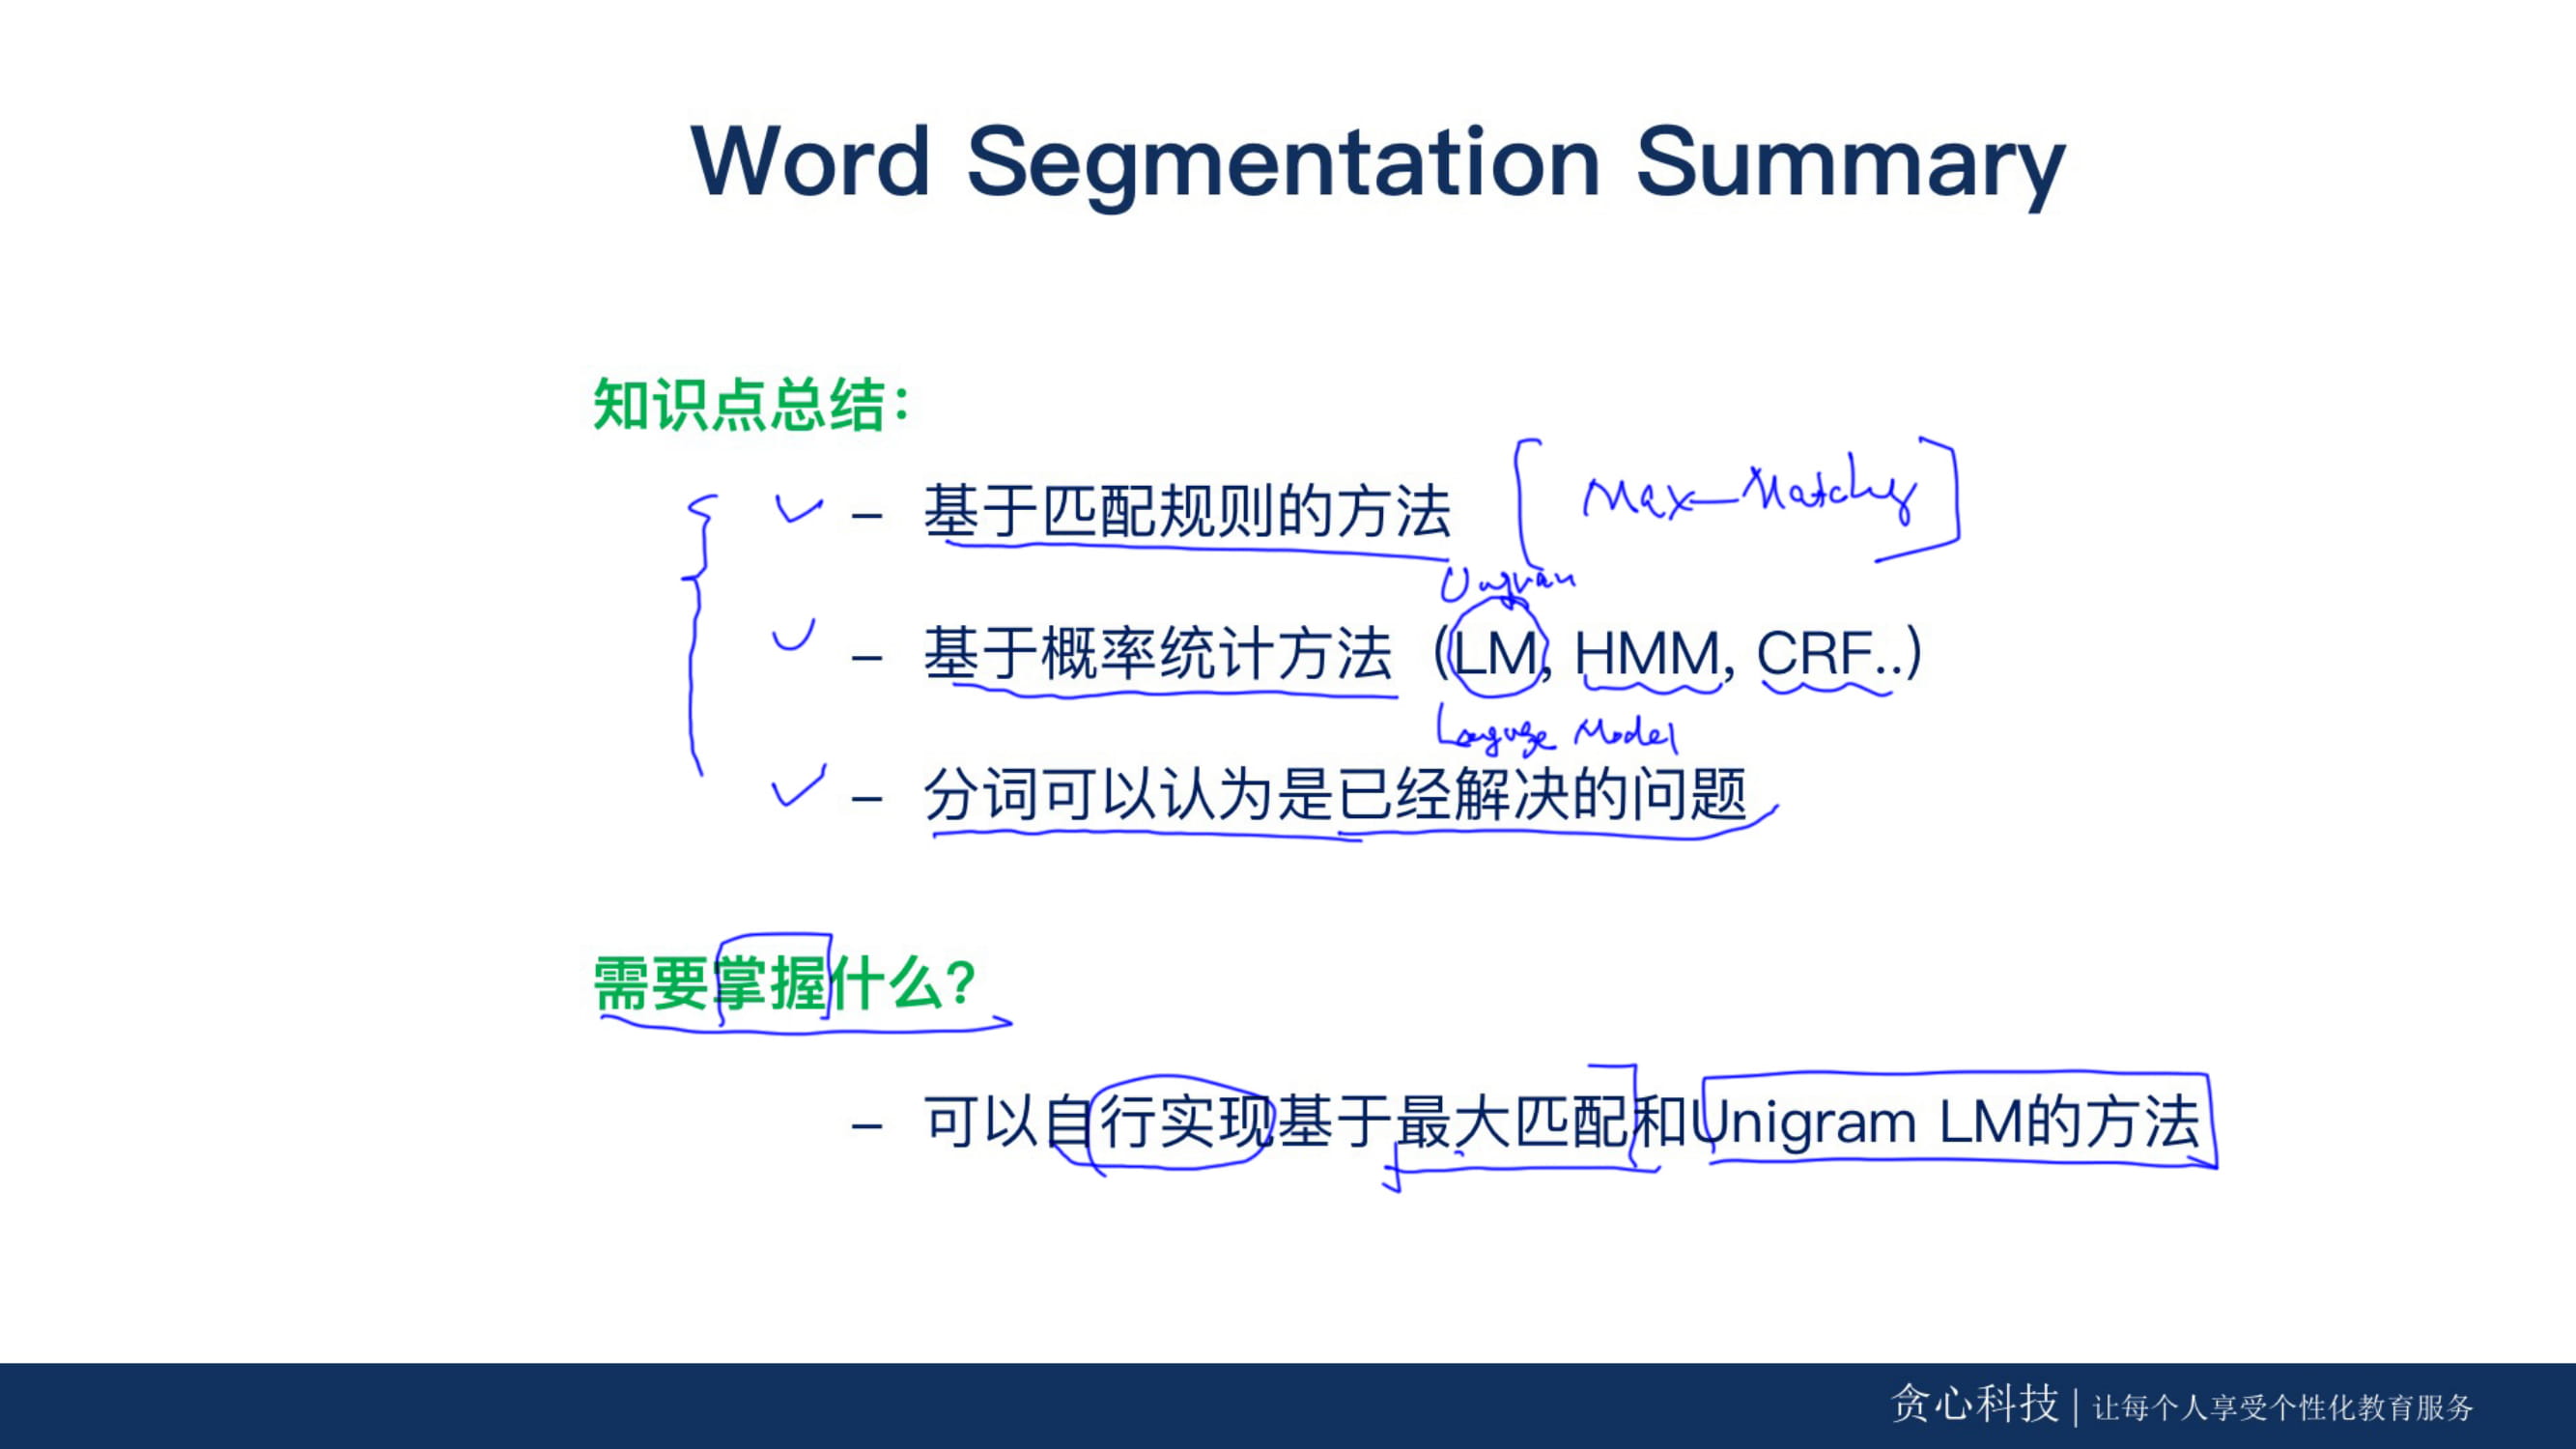 Word Segmentation Summary
知识点总结：
– 基于匹配规则的方法 [Max-Matching]
Unigram
– 基于概率统计方法 (LM, HMM, CRF..)
Language Model
– 分词可以认为是已经解决的问题
需要掌握什么？
– 可以自行实现基于最大匹配和Unigram LM的方法
贪心科技 | 让每个人享受个性化教育服务